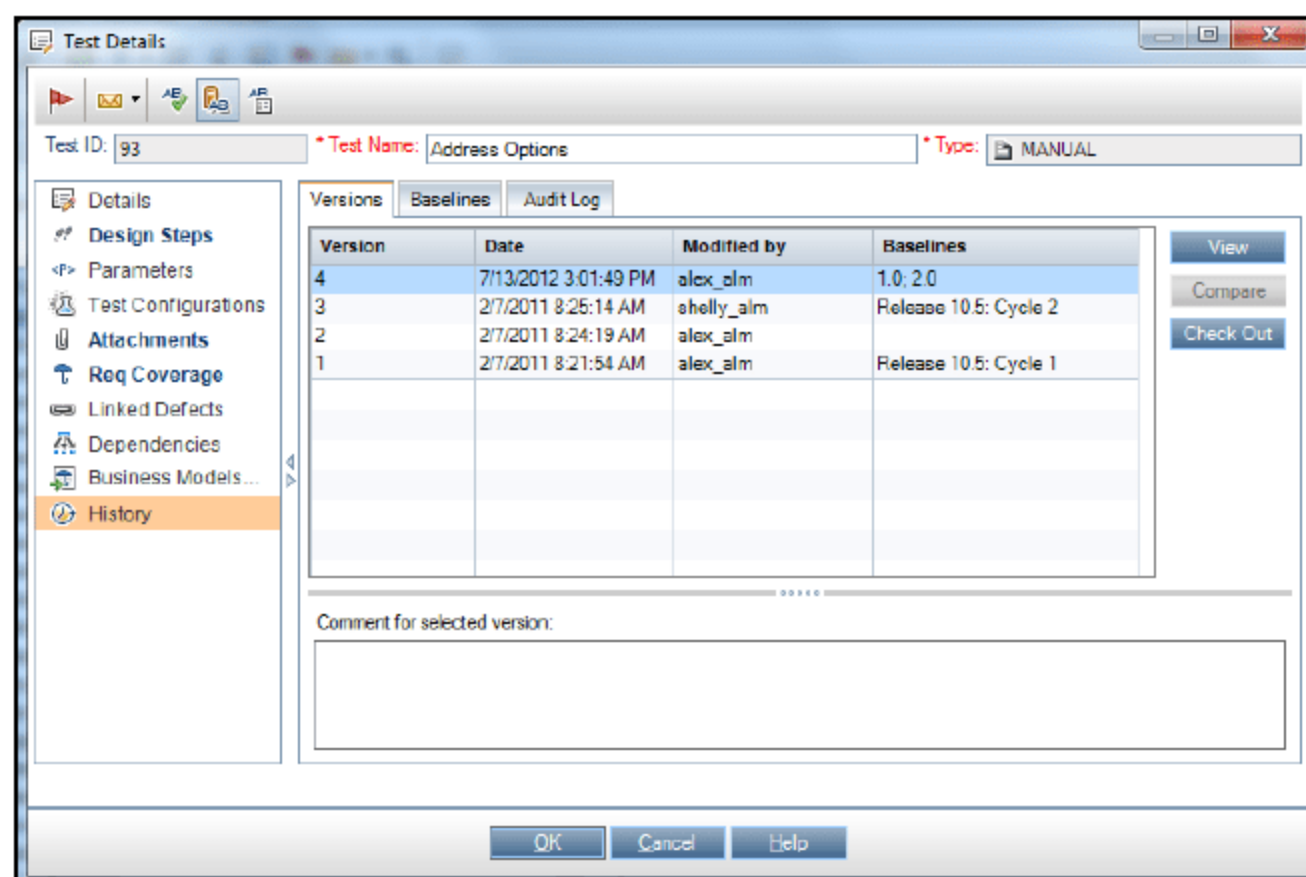 Test Details
Test ID: 93 * Test Name: Address Options * Type: MANUAL
Details
Design Steps
<P> Parameters
Test Configurations
Attachments
Req Coverage
Linked Defects
Dependencies
Business Models...
History
Versions Baselines Audit Log
Version Date Modified by Baselines
4 7/13/2012 3:01:49 PM alex_alm 1.0; 2.0
3 2/7/2011 8:25:14 AM shelly_alm Release 10.5: Cycle 2
2 2/7/2011 8:24:19 AM alex_alm
1 2/7/2011 8:21:54 AM alex_alm Release 10.5: Cycle 1
View
Compare
Check Out
Comment for selected version:
OK Cancel Help